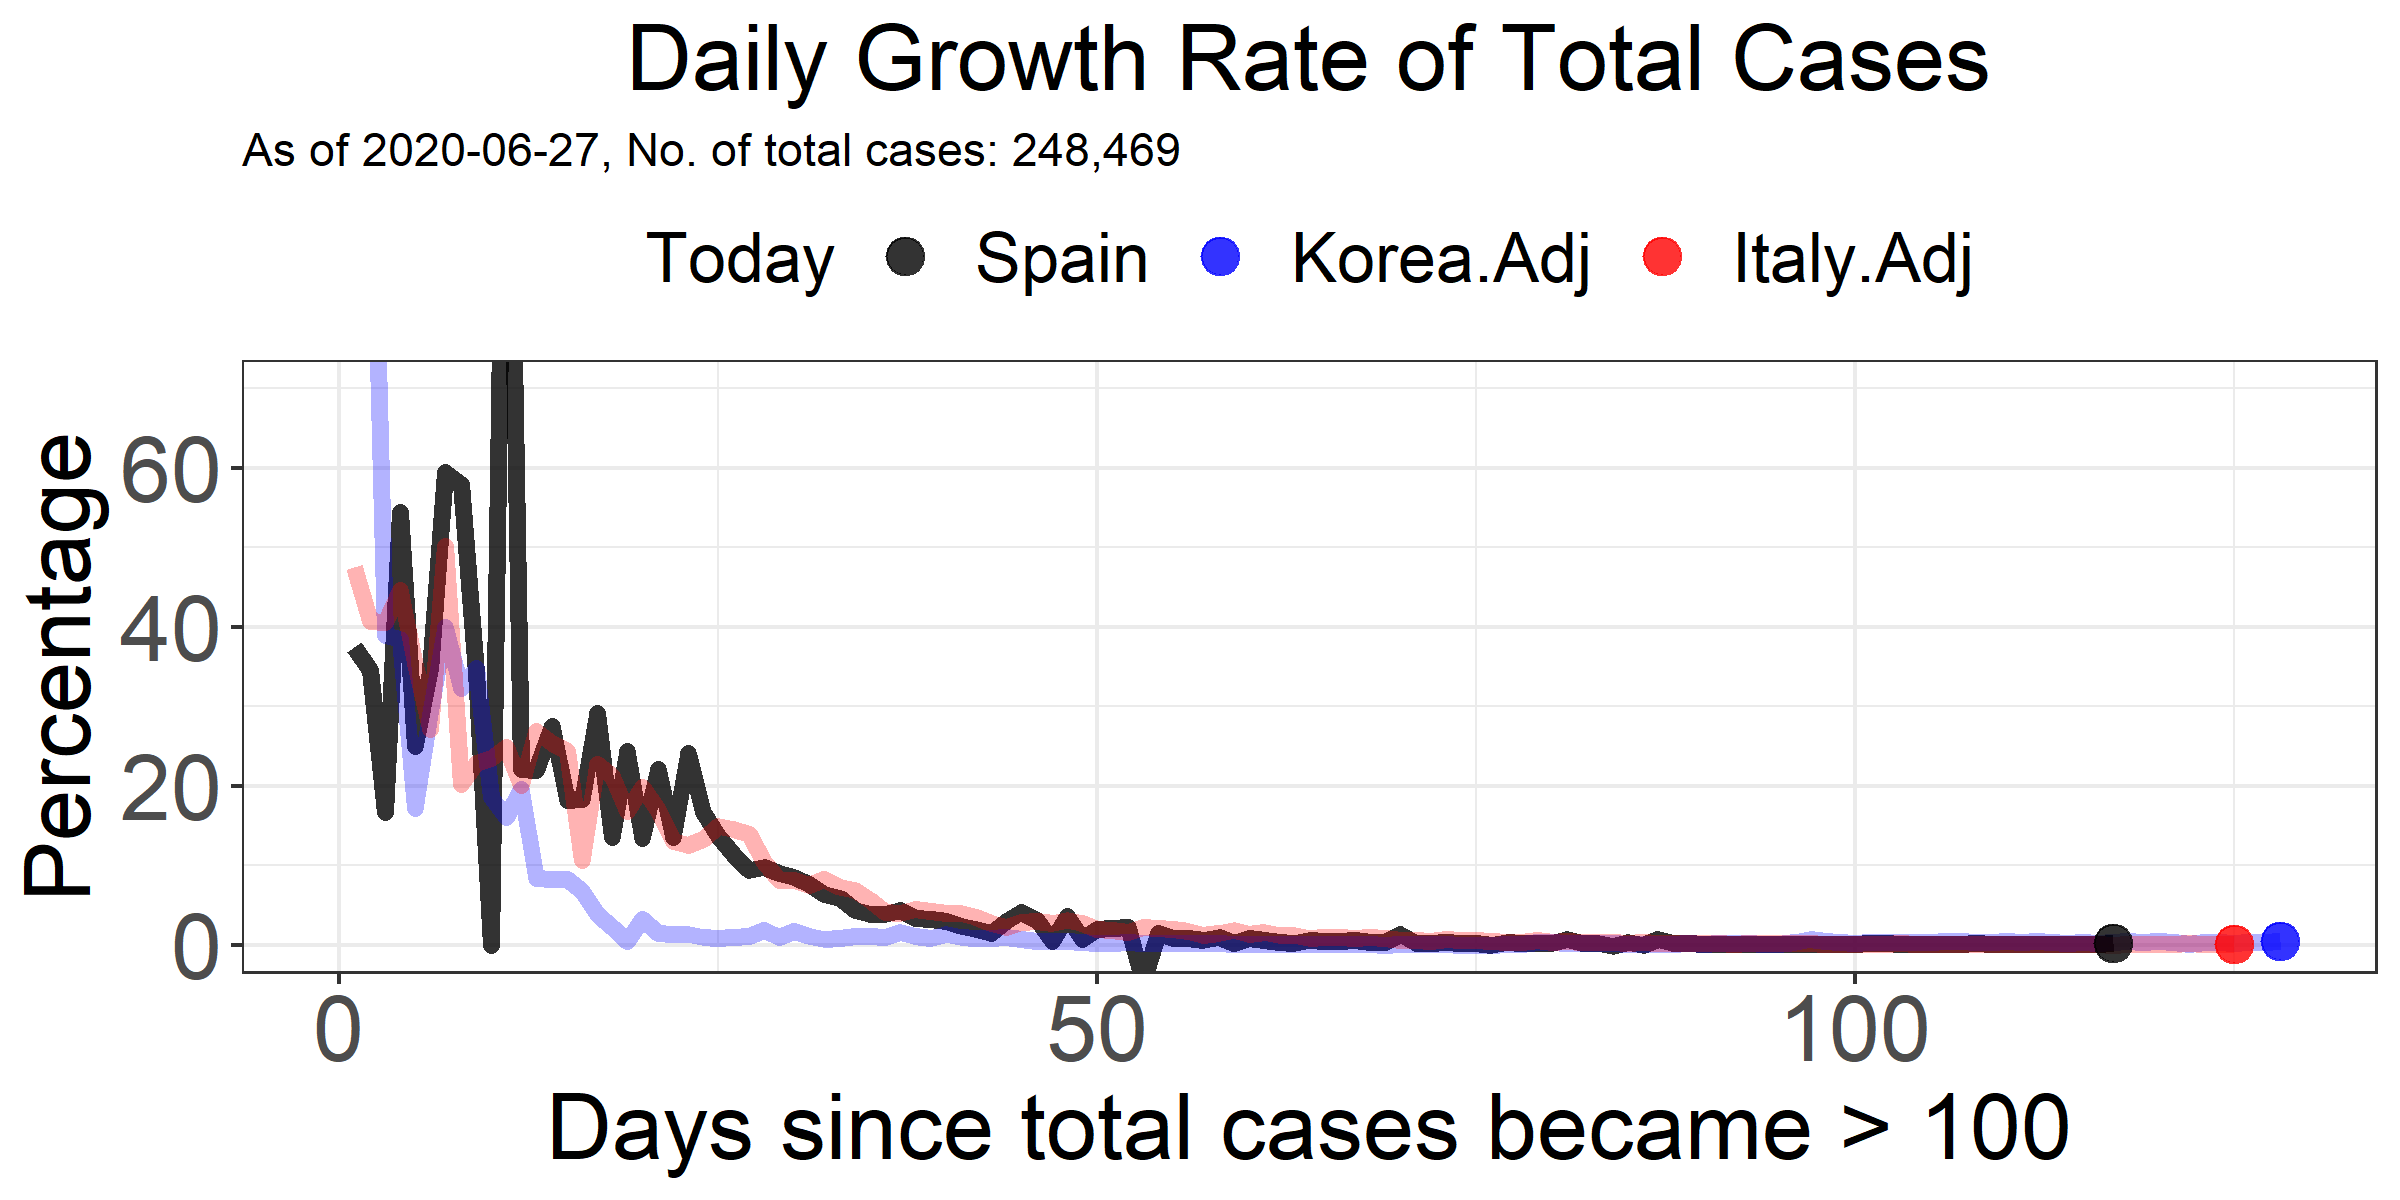 Daily Growth Rate of Total Cases
As of 2020-06-27, No. of total cases: 248,469
Today Spain Korea.Adj Italy.Adj
Percentage
60
40
20
0
0 50 100
Days since total cases became > 100